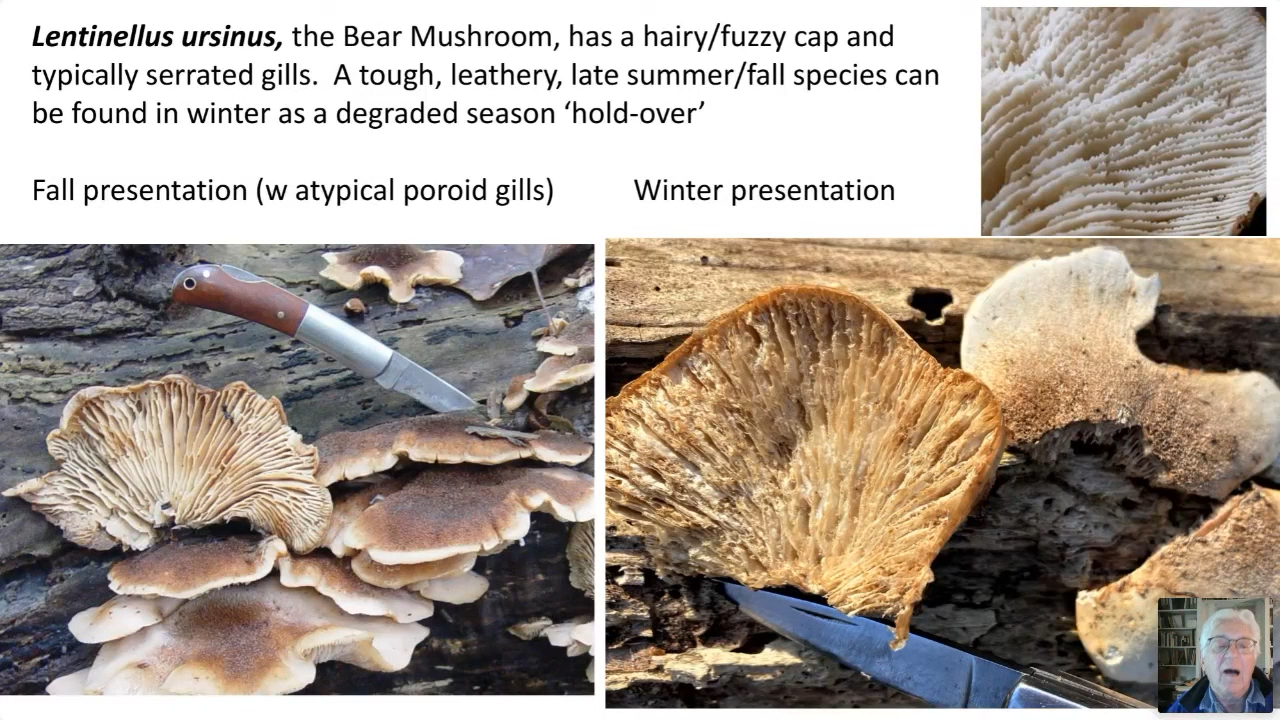 Lentinellus ursinus, the Bear Mushroom, has a hairy/fuzzy cap and
typically serrated gills.  A tough, leathery, late summer/fall species can
be found in winter as a degraded season ‘hold-over’
Fall presentation (w atypical poroid gills)
Winter presentation